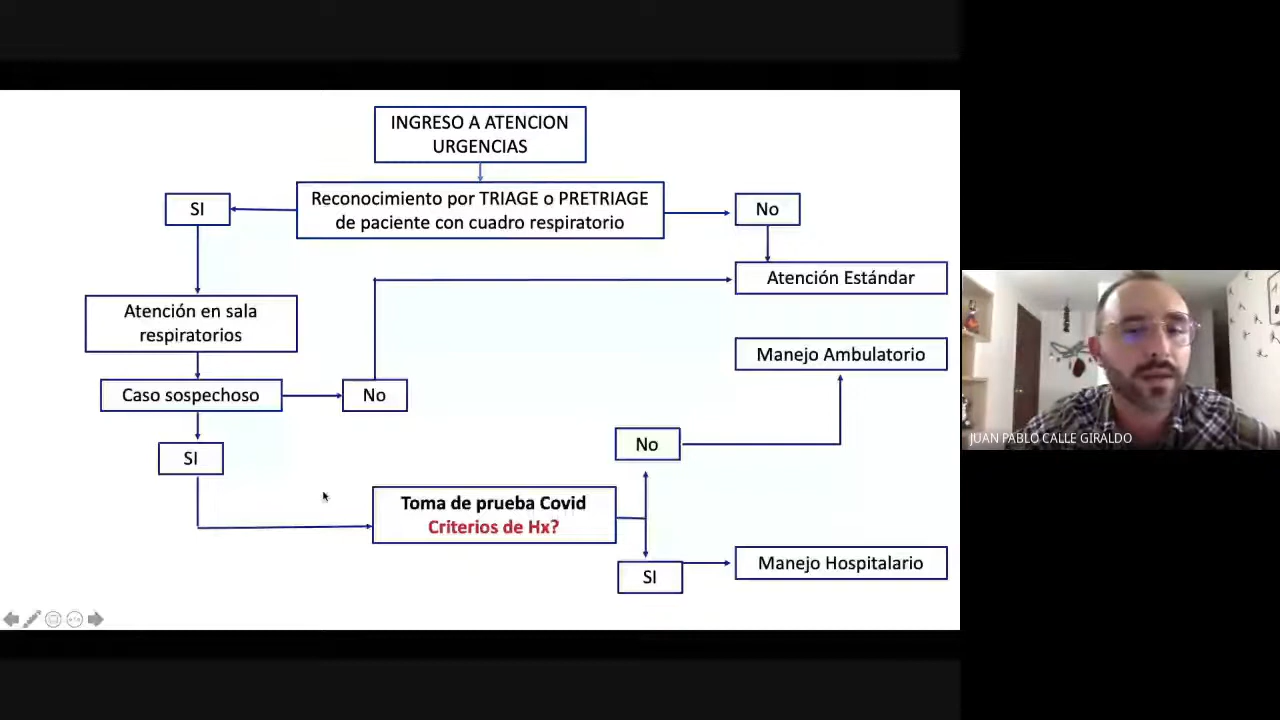 INGRESO A ATENCION
URGENCIAS
Reconocimiento por TRIAGE o PRETRIAGE
de paciente con cuadro respiratorio
SI
No
Atención Estándar
Atención en sala
respiratorios
Manejo Ambulatorio
Caso sospechoso
No
No
SI
Toma de prueba Covid
Criterios de Hx?
Manejo Hospitalario
SI
JUAN PABLO CALLE GIRALDO